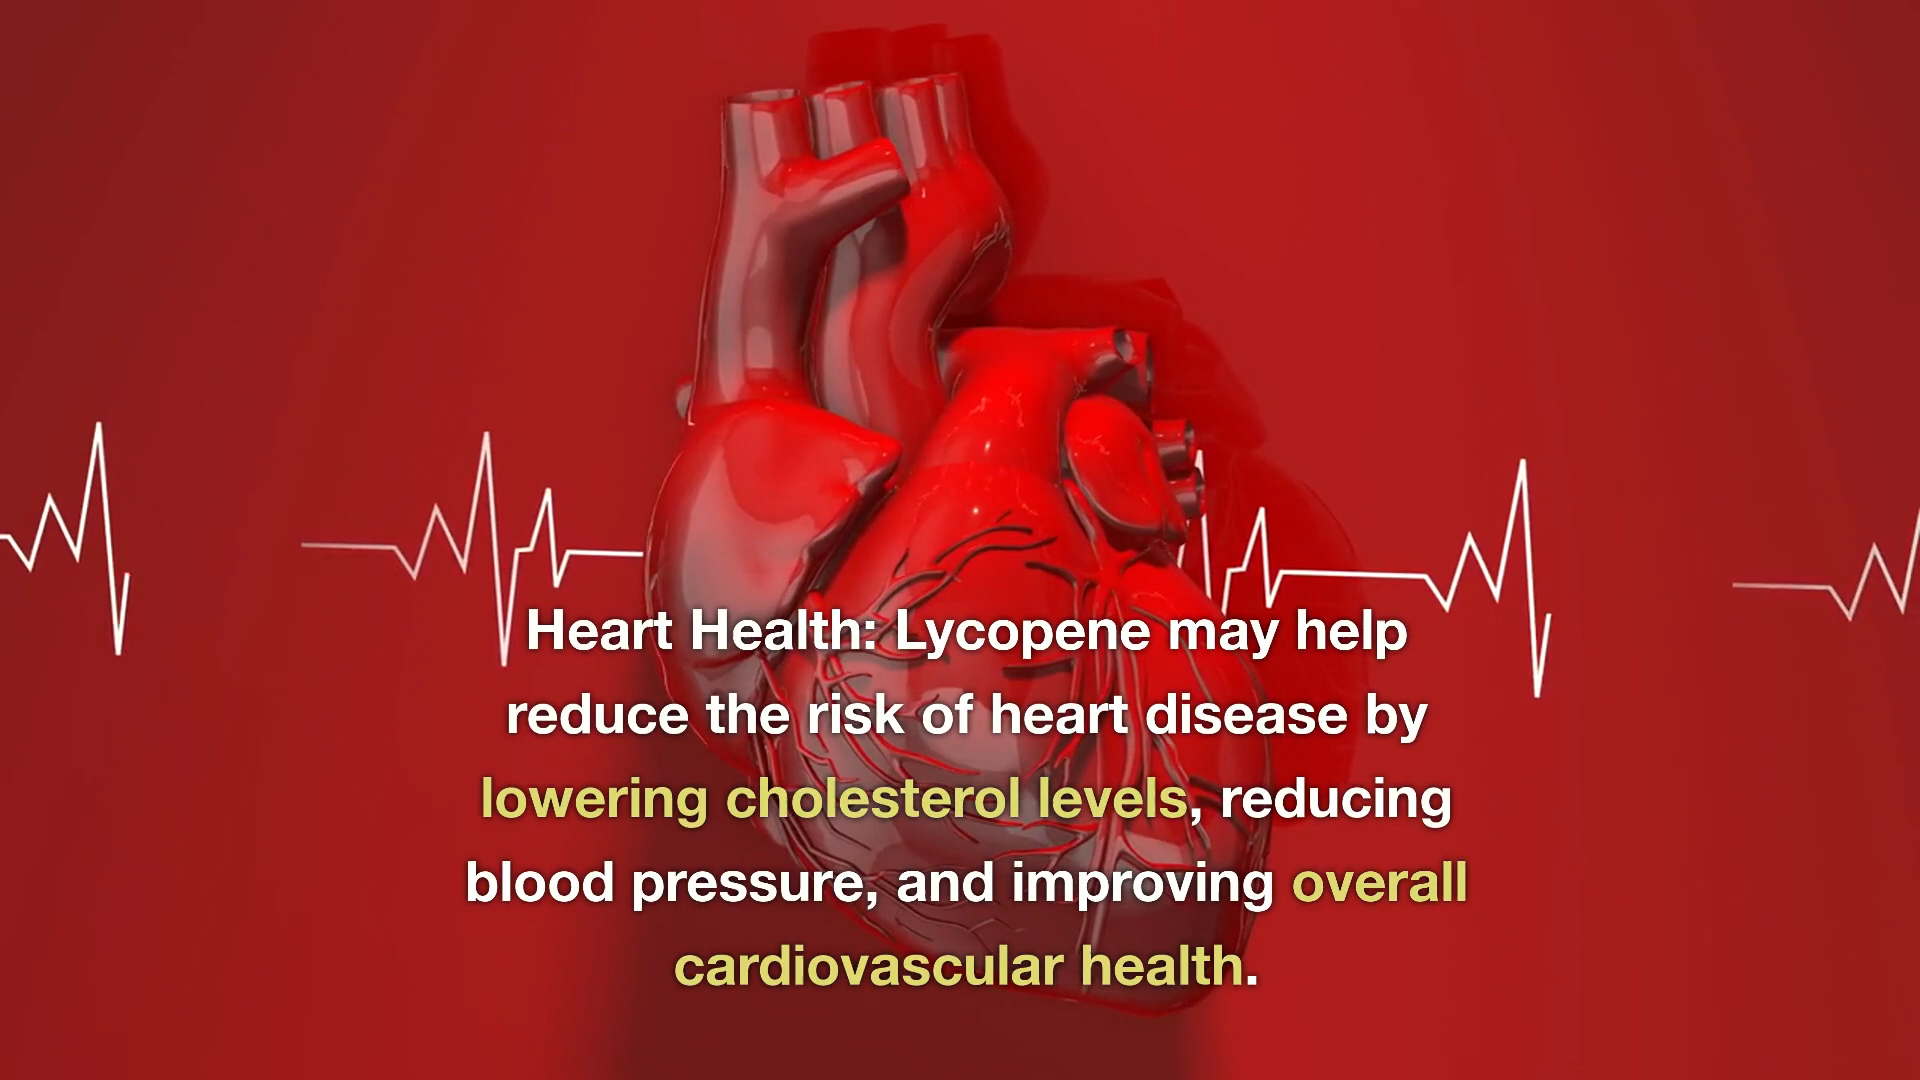 Heart Health: Lycopene may help
reduce the risk of heart disease by
lowering cholesterol levels, reducing
blood pressure, and improving overall
cardiovascular health.